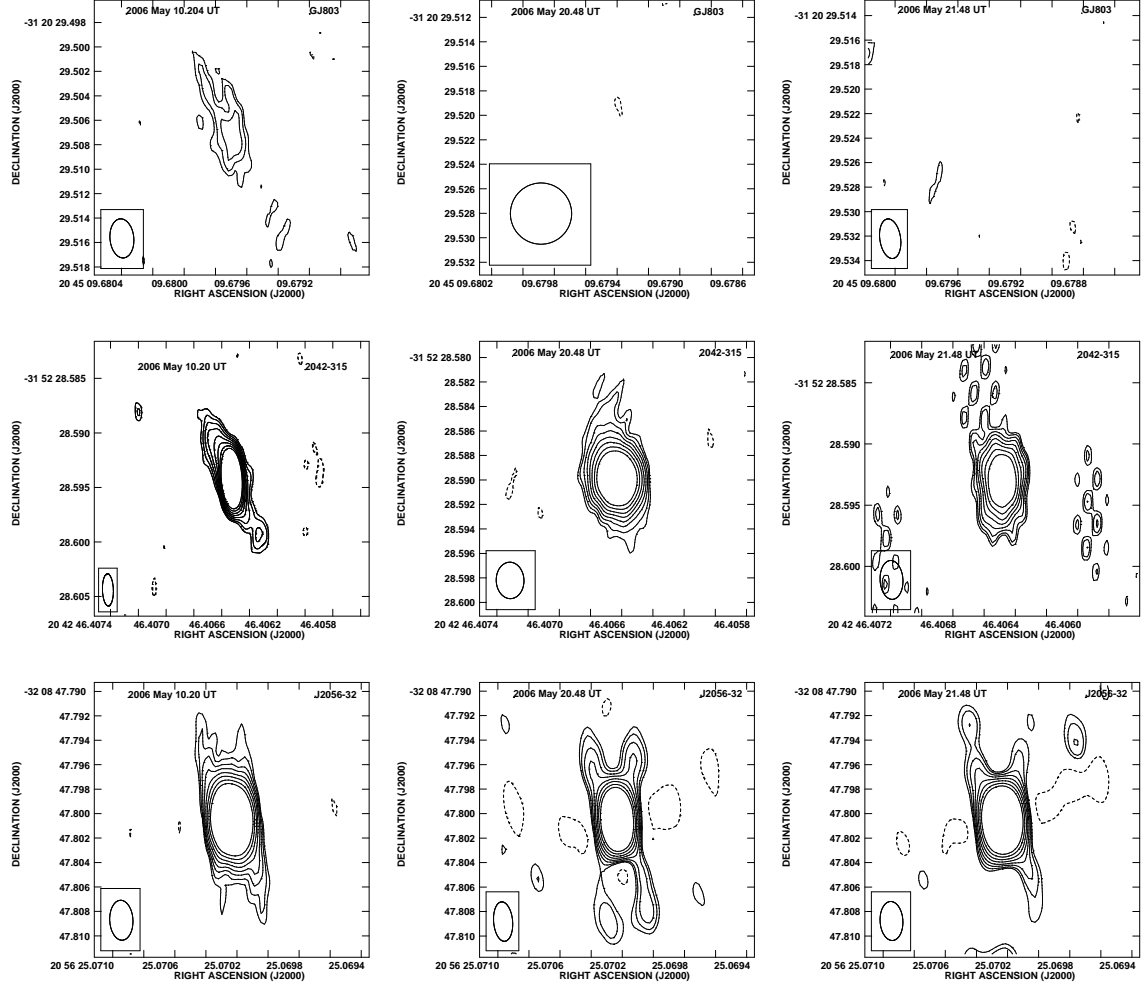 2006 May 10.204 UT GJ803
-31 20 29.498
29.500
29.502
29.504
29.506
29.508
29.510
29.512
29.514
29.516
29.518
DECLINATION (J2000)
20 45 09.6804 09.6800 09.6796 09.6792
RIGHT ASCENSION (J2000)
2006 May 20.48 UT GJ803
-31 20 29.512
29.514
29.516
29.518
29.520
29.522
29.524
29.526
29.528
29.530
29.532
DECLINATION (J2000)
20 45 09.6802 09.6798 09.6794 09.6790 09.6786
RIGHT ASCENSION (J2000)
2006 May 21.48 UT GJ803
-31 20 29.514
29.516
29.518
29.520
29.522
29.524
29.526
29.528
29.530
29.532
29.534
DECLINATION (J2000)
20 45 09.6800 09.6796 09.6792 09.6788
RIGHT ASCENSION (J2000)
2006 May 10.20 UT 2042-315
-31 52 28.585
28.590
28.595
28.600
28.605
DECLINATION (J2000)
20 42 46.4074 46.4070 46.4066 46.4062 46.4058
RIGHT ASCENSION (J2000)
2006 May 20.48 UT 2042-315
-31 52 28.580
28.582
28.584
28.586
28.588
28.590
28.592
28.594
28.596
28.598
28.600
DECLINATION (J2000)
20 42 46.4074 46.4070 46.4066 46.4062 46.4058
RIGHT ASCENSION (J2000)
2006 May 21.48 UT 2042-315
-31 52 28.585
28.590
28.595
28.600
DECLINATION (J2000)
20 42 46.4072 46.4068 46.4064 46.4060
RIGHT ASCENSION (J2000)
2006 May 10.20 UT J2056-32
-32 08 47.790
47.792
47.794
47.796
47.798
47.800
47.802
47.804
47.806
47.808
47.810
DECLINATION (J2000)
20 56 25.0710 25.0706 25.0702 25.0698 25.0694
RIGHT ASCENSION (J2000)
2006 May 20.48 UT J2056-32
-32 08 47.790
47.792
47.794
47.796
47.798
47.800
47.802
47.804
47.806
47.808
47.810
DECLINATION (J2000)
20 56 25.0710 25.0706 25.0702 25.0698 25.0694
RIGHT ASCENSION (J2000)
2006 May 21.48 UT J2056-32
-32 08 47.790
47.792
47.794
47.796
47.798
47.800
47.802
47.804
47.806
47.808
47.810
DECLINATION (J2000)
20 56 25.0710 25.0706 25.0702 25.0698 25.0694
RIGHT ASCENSION (J2000)